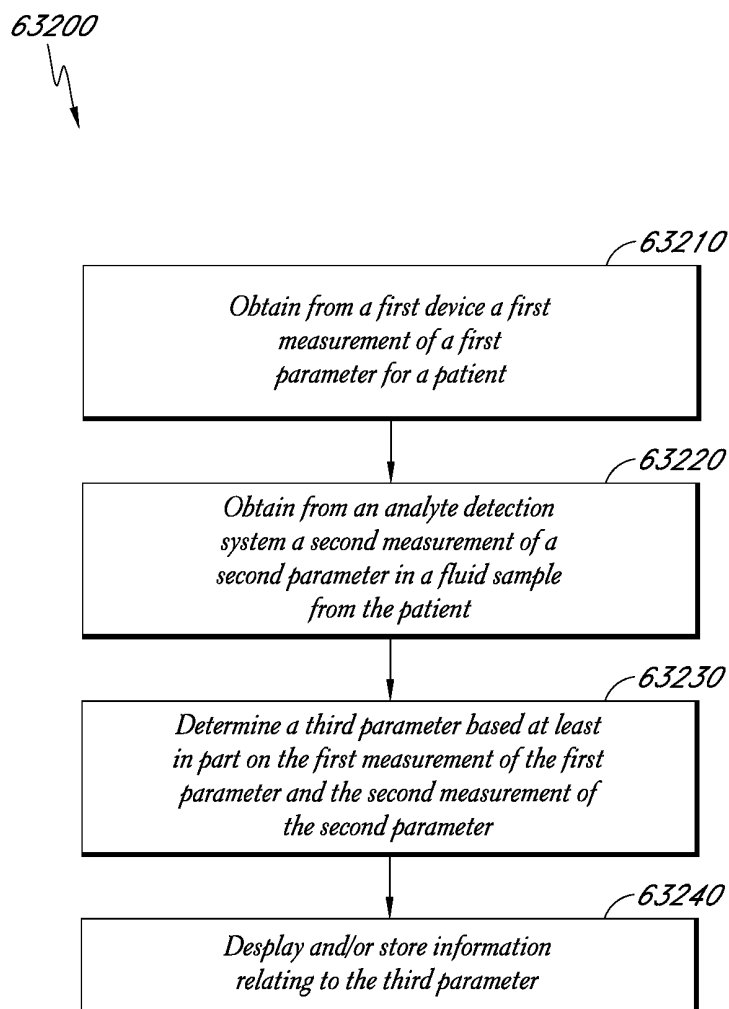 63200
63210
Obtain from a first device a first
measurement of a first
parameter for a patient
63220
Obtain from an analyte detection
system a second measurement of a
second parameter in a fluid sample
from the patient
63230
Determine a third parameter based at least
in part on the first measurement of the first
parameter and the second measurement of
the second parameter
63240
Desplay and/or store information
relating to the third parameter